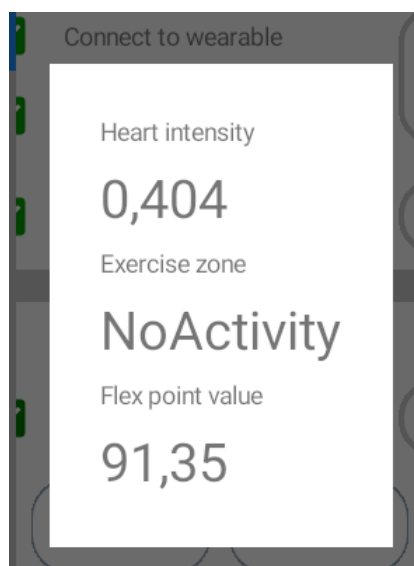 Connect to wearable
Heart intensity
0,404
Exercise zone
NoActivity
Flex point value
91,35